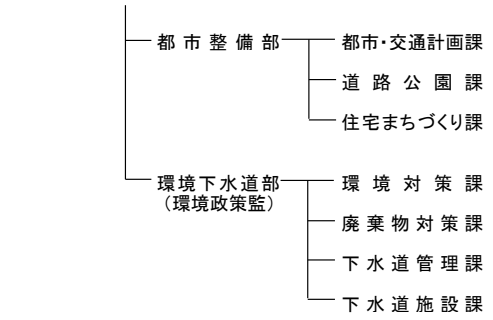 都市整備部 都市・交通計画課
道路公園課
住宅まちづくり課
環境下水道部 環境対策課
(環境政策監)
廃棄物対策課
下水道管理課
下水道施設課